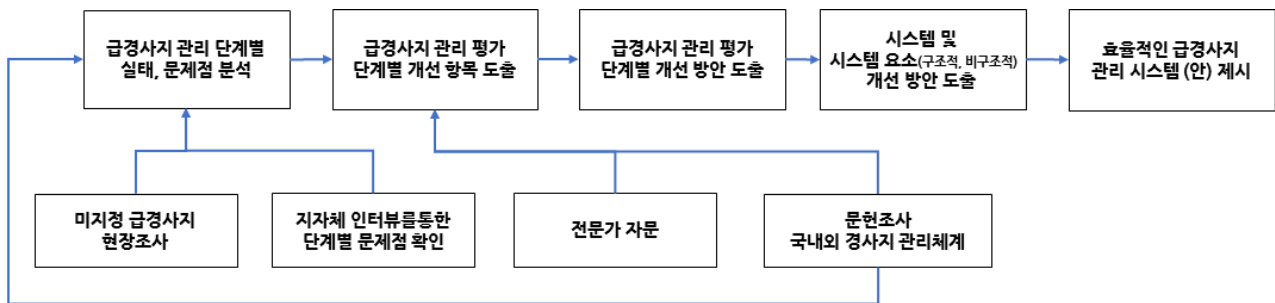 급경사지 관리 단계별
실태, 문제점 분석
급경사지 관리 평가
단계별 개선 항목 도출
급경사지 관리 평가
단계별 개선 방안 도출
시스템 및
시스템 요소(구조적, 비구조적)
개선 방안 도출
효율적인 급경사지
관리 시스템 (안) 제시
미지정 급경사지
현장조사
지자체 인터뷰를통한
단계별 문제점 확인
전문가 자문
문헌조사
국내외 경사지 관리체계